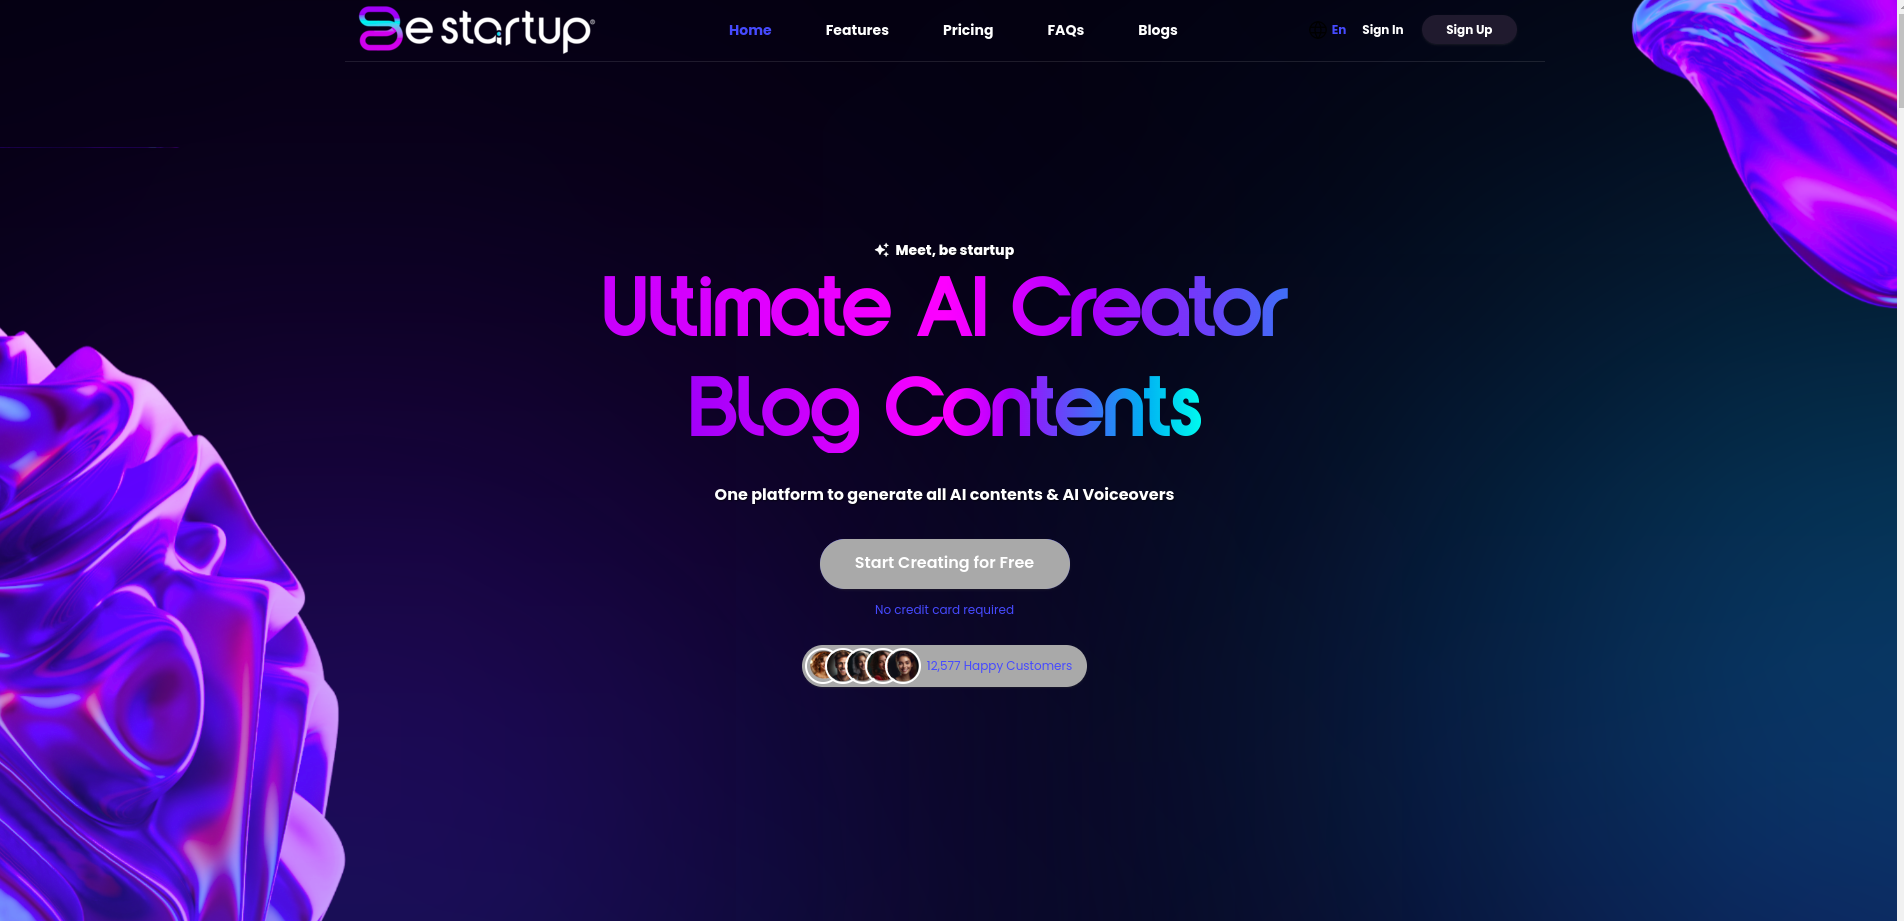 Be startup®
Home
Features
Pricing
FAQs
Blogs
En
Sign In
Sign Up
Meet, be startup
Ultimate AI Creator
Blog Contents
One platform to generate all AI contents & AI Voiceovers
Start Creating for Free
No credit card required
12,577 Happy Customers